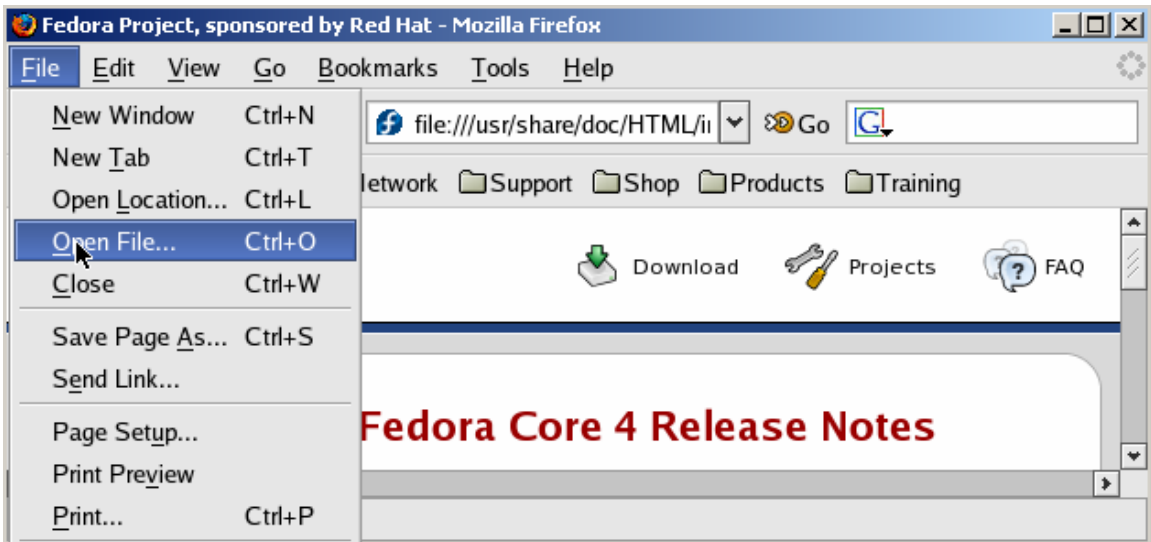 Fedora Project, sponsored by Red Hat - Mozilla Firefox
File Edit View Go Bookmarks Tools Help
New Window Ctrl+N
file:///usr/share/doc/HTML/ Go G
New Tab Ctrl+T
Support Shop Products Training
Open Location... Ctrl+L
Open File... Ctrl+O
Download Projects FAQ
Close Ctrl+W
Save Page As... Ctrl+S
Send Link...
Fedora Core 4 Release Notes
Page Setup...
Print Preview
Print... Ctrl+P